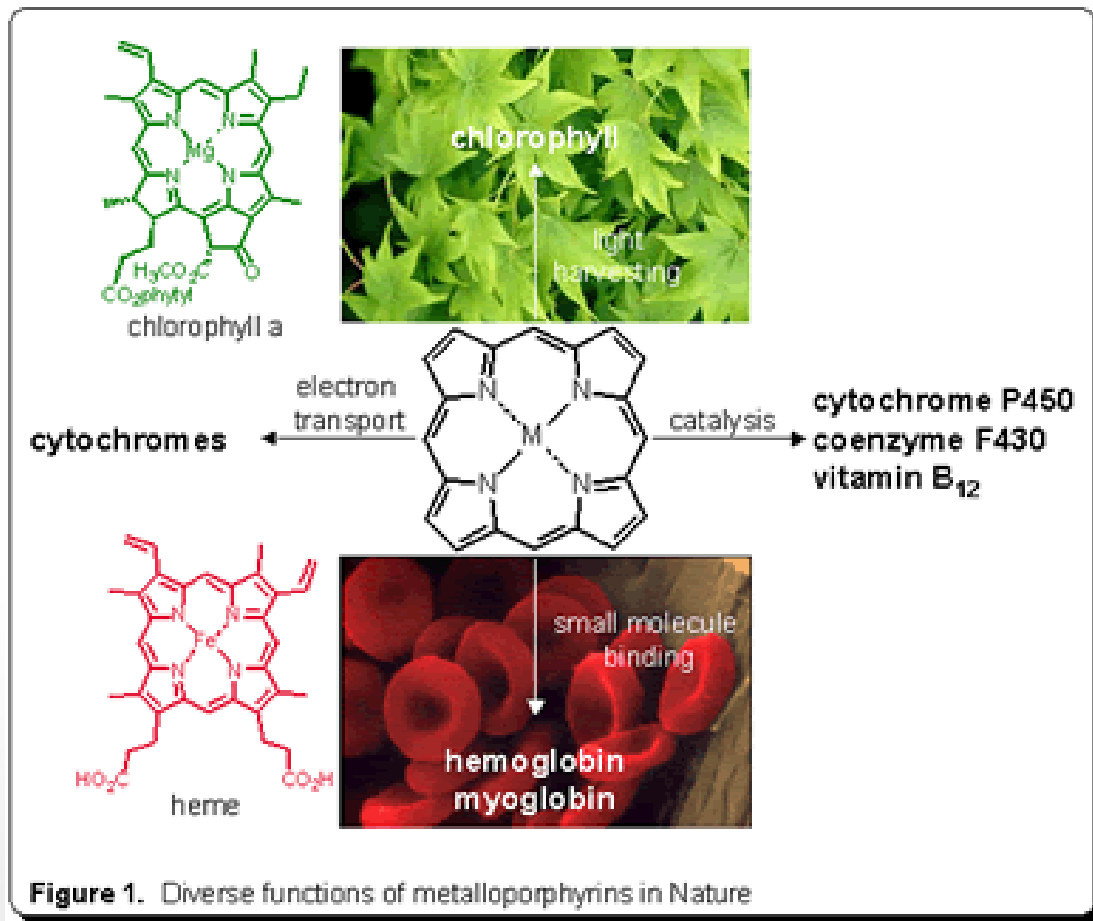 N
N
Mg
N
N
H₃CO₂C
O
CO₂phytyl
chlorophyll a
chlorophyll
light
harvesting
electron
transport
cytochromes
N
N
M
N
N
catalysis
cytochrome P450
coenzyme F430
vitamin B₁₂
N
N
Fe
N
N
HO₂C
CO₂H
heme
small molecule
binding
hemoglobin
myoglobin
Figure 1. Diverse functions of metalloporphyrins in Nature